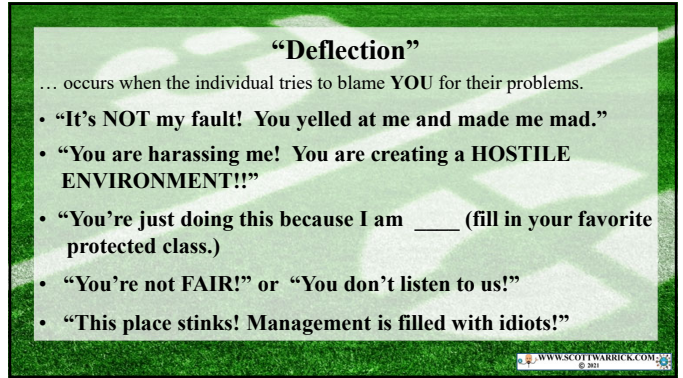 “Deflection”
… occurs when the individual tries to blame YOU for their problems.
• “It’s NOT my fault!  You yelled at me and made me mad.”
• “You are harassing me!  You are creating a HOSTILE
ENVIRONMENT!!”
• “You’re just doing this because I am ____ (fill in your favorite
protected class.)
• “You’re not FAIR!” or “You don’t listen to us!”
• “This place stinks! Management is filled with idiots!”
WWW.SCOTTWARRICK.COM
© 2021